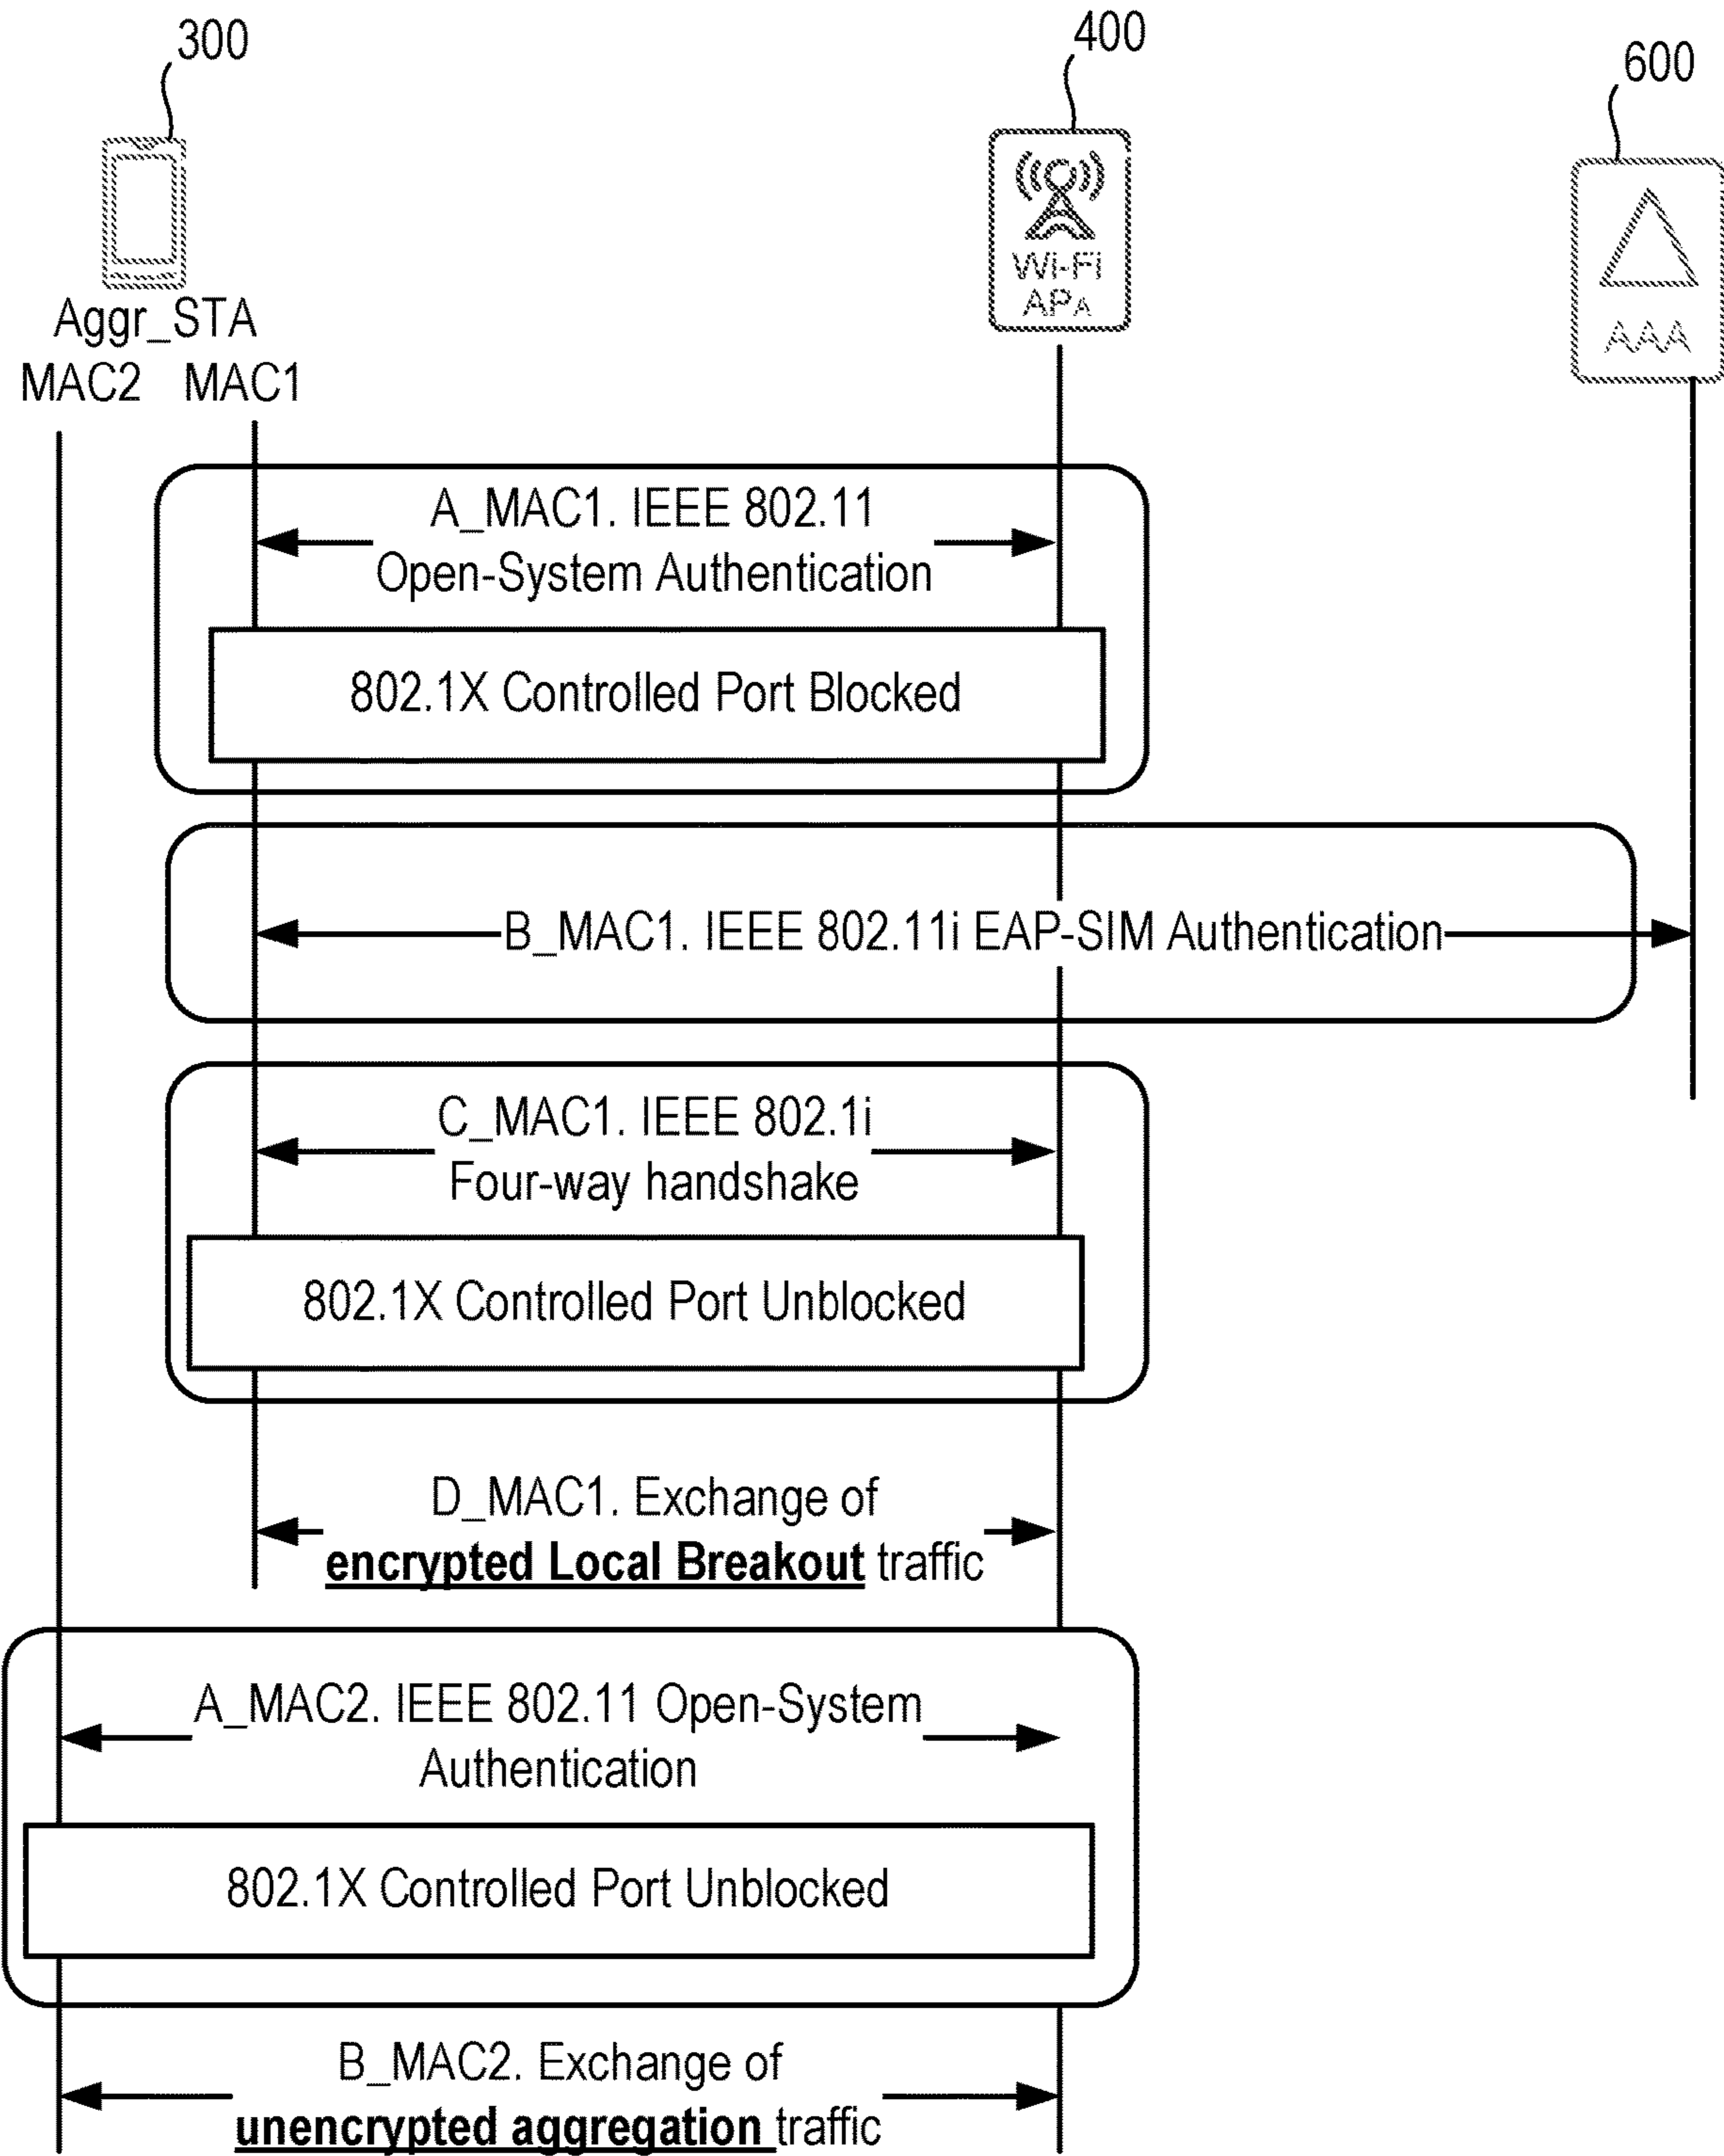 300
400
600
Wi-Fi
APA
AAA
Aggr_STA
MAC2 MAC1
A_MAC1. IEEE 802.11
Open-System Authentication
802.1X Controlled Port Blocked
B_MAC1. IEEE 802.11i EAP-SIM Authentication
C_MAC1. IEEE 802.1i
Four-way handshake
802.1X Controlled Port Unblocked
D_MAC1. Exchange of
encrypted Local Breakout traffic
A_MAC2. IEEE 802.11 Open-System
Authentication
802.1X Controlled Port Unblocked
B_MAC2. Exchange of
unencrypted aggregation traffic